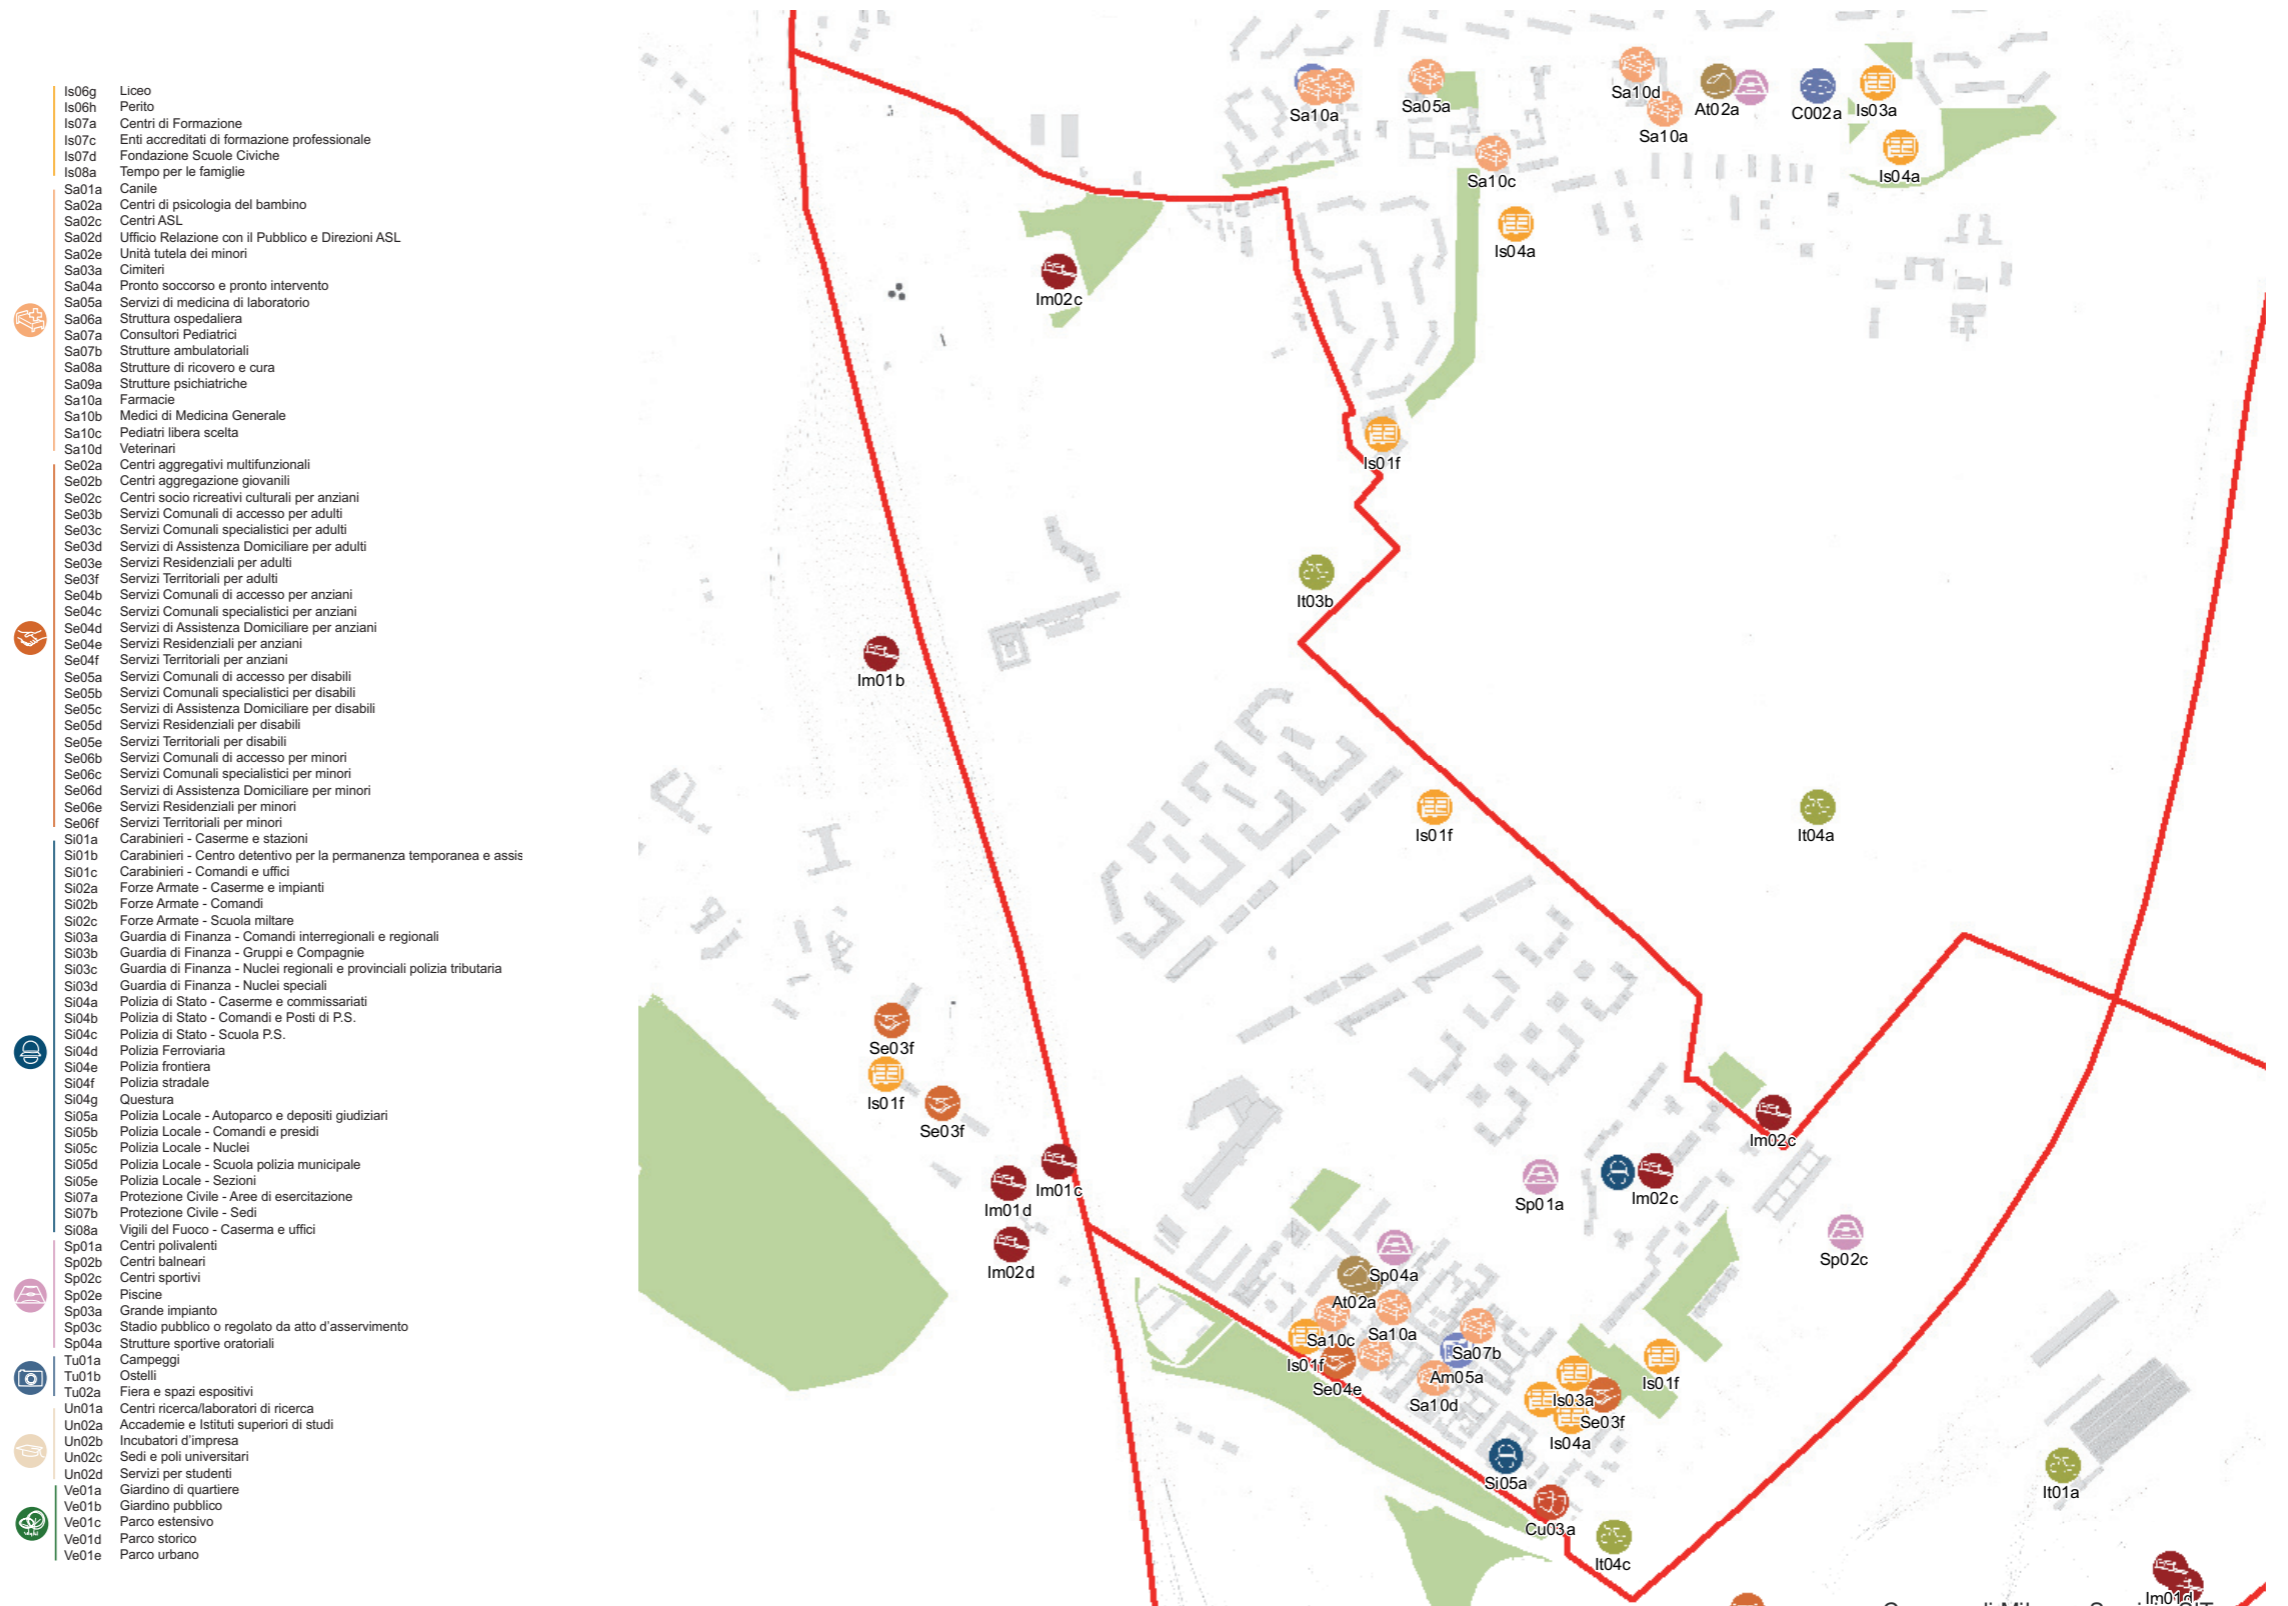 Is06g Liceo
Is06h Perito
Is07a Centri di Formazione
Is07c Enti accreditati di formazione professionale
Is07d Fondazione Scuole Civiche
Is08a Tempo per le famiglie
Sa01a Canile
Sa02a Centri di psicologia del bambino
Sa02c Centri ASL
Sa02d Ufficio Relazione con il Pubblico e Direzioni ASL
Sa02e Unità tutela dei minori
Sa03a Cimiteri
Sa04a Pronto soccorso e pronto intervento
Sa05a Servizi di medicina di laboratorio
Sa06a Struttura ospedaliera
Sa07a Consultori Pediatrici
Sa07b Strutture ambulatoriali
Sa08a Strutture di ricovero e cura
Sa09a Strutture psichiatriche
Sa10a Farmacie
Sa10b Medici di Medicina Generale
Sa10c Pediatri libera scelta
Sa10d Veterinari
Se02a Centri aggregativi multifunzionali
Se02b Centri aggregazione giovanili
Se02c Centri socio ricreativi culturali per anziani
Se03b Servizi Comunali di accesso per adulti
Se03c Servizi Comunali specialistici per adulti
Se03d Servizi di Assistenza Domiciliare per adulti
Se03e Servizi Residenziali per adulti
Se03f Servizi Territoriali per adulti
Se04b Servizi Comunali di accesso per anziani
Se04c Servizi Comunali specialistici per anziani
Se04d Servizi di Assistenza Domiciliare per anziani
Se04e Servizi Residenziali per anziani
Se04f Servizi Territoriali per anziani
Se05a Servizi Comunali di accesso per disabili
Se05b Servizi Comunali specialistici per disabili
Se05c Servizi di Assistenza Domiciliare per disabili
Se05d Servizi Residenziali per disabili
Se05e Servizi Territoriali per disabili
Se06b Servizi Comunali di accesso per minori
Se06c Servizi Comunali specialistici per minori
Se06d Servizi di Assistenza Domiciliare per minori
Se06e Servizi Residenziali per minori
Se06f Servizi Territoriali per minori
Si01a Carabinieri - Caserme e stazioni
Si01b Carabinieri - Centro detentivo per la permanenza temporanea e assis
Si01c Carabinieri - Comandi e uffici
Si02a Forze Armate - Caserme e impianti
Si02b Forze Armate - Comandi
Si02c Forze Armate - Scuola miltare
Si03a Guardia di Finanza - Comandi interregionali e regionali
Si03b Guardia di Finanza - Gruppi e Compagnie
Si03c Guardia di Finanza - Nuclei regionali e provinciali polizia tributaria
Si03d Guardia di Finanza - Nuclei speciali
Si04a Polizia di Stato - Caserme e commissariati
Si04b Polizia di Stato - Comandi e Posti di P.S.
Si04c Polizia di Stato - Scuola P.S.
Si04d Polizia Ferroviaria
Si04e Polizia frontiera
Si04f Polizia stradale
Si04g Questura
Si05a Polizia Locale - Autoparco e depositi giudiziari
Si05b Polizia Locale - Comandi e presidi
Si05c Polizia Locale - Nuclei
Si05d Polizia Locale - Scuola polizia municipale
Si05e Polizia Locale - Sezioni
Si07a Protezione Civile - Aree di esercitazione
Si07b Protezione Civile - Sedi
Si08a Vigili del Fuoco - Caserma e uffici
Sp01a Centri polivalenti
Sp02b Centri balneari
Sp02c Centri sportivi
Sp02e Piscine
Sp03a Grande impianto
Sp03c Stadio pubblico o regolato da atto d'asservimento
Sp04a Strutture sportive oratoriali
Tu01a Campeggi
Tu01b Ostelli
Tu02a Fiera e spazi espositivi
Un01a Centri ricerca/laboratori di ricerca
Un02a Accademie e Istituti superiori di studi
Un02b Incubatori d'impresa
Un02c Sedi e poli universitari
Un02d Servizi per studenti
Ve01a Giardino di quartiere
Ve01b Giardino pubblico
Ve01c Parco estensivo
Ve01d Parco storico
Ve01e Parco urbano
Sa10a
Sa05a
Sa10d
Sa10a
At02a
C002a
Is03a
Sa10c
Is04a
Is04a
Im02c
Is01f
It03b
Im01b
Is01f
It04a
Se03f
Is01f
Se03f
Im02c
Im01c
Im01d
Sp01a
Im02c
Im02d
Sp02c
Sp04a
At02a
Sa10c
Sa10a
Sa07b
Is01f
Am05a
Se04e
Sa10d
Is01f
Is03a
Se03f
Is04a
Si05a
It01a
Cu03a
It04c
Im01d